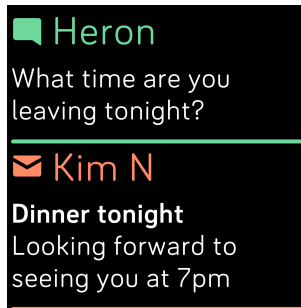 Heron
What time are you
leaving tonight?
Kim N
Dinner tonight
Looking forward to
seeing you at 7pm